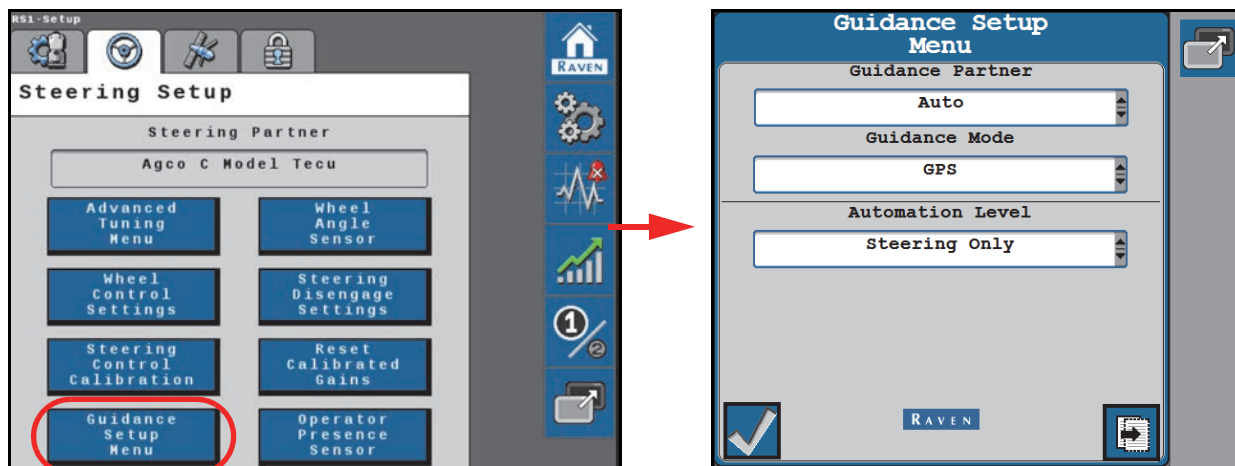 RS1-Setup
Steering Setup
Steering Partner
Agco C Model Tecu
Advanced
Tuning
Menu
Wheel
Angle
Sensor
Wheel
Control
Settings
Steering
Disengage
Settings
Steering
Control
Calibration
Reset
Calibrated
Gains
Guidance
Setup
Menu
Operator
Presence
Sensor
RAVEN
1/2
Guidance Setup
Menu
Guidance Partner
Auto
Guidance Mode
GPS
Automation Level
Steering Only
RAVEN